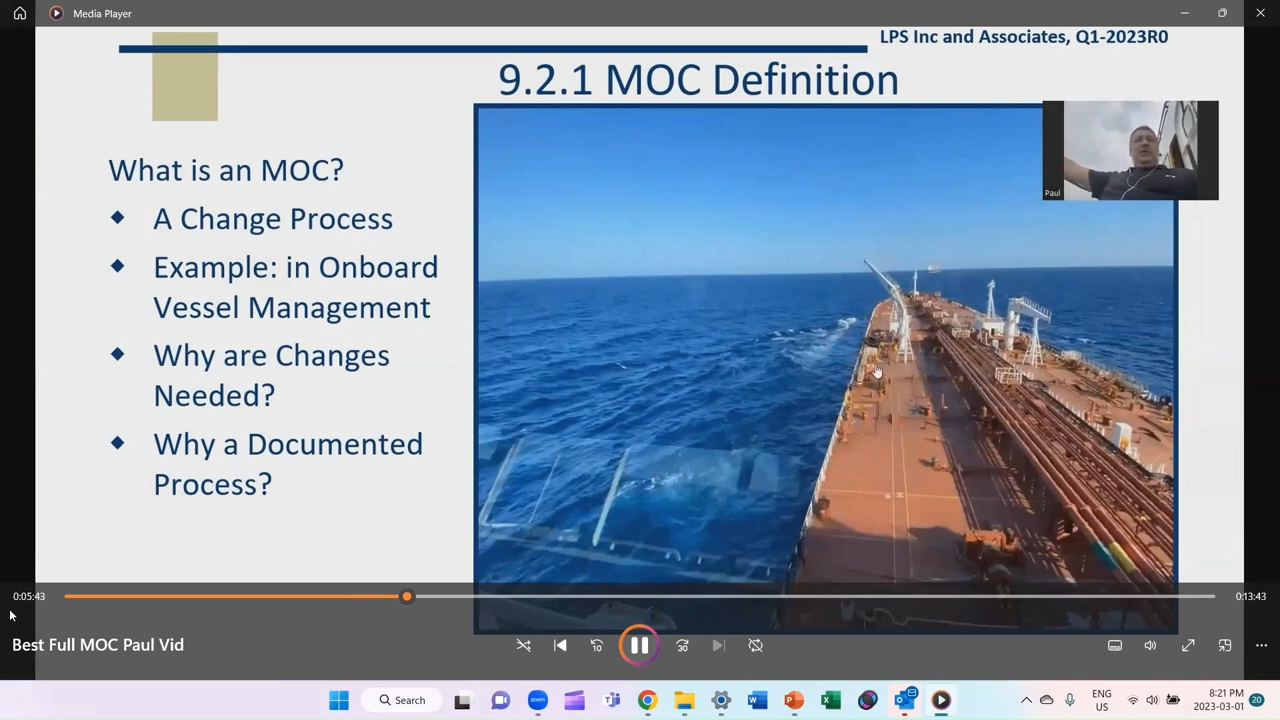 Media Player
LPS Inc and Associates, Q1-2023R0
9.2.1 MOC Definition
Paul
What is an MOC?
A Change Process
Example: in Onboard
Vessel Management
Why are Changes
Needed?
Why a Documented
Process?
0:05:43
0:13:43
Best Full MOC Paul Vid
10
30
Search
ENG
US
8:21 PM
2023-03-01
20